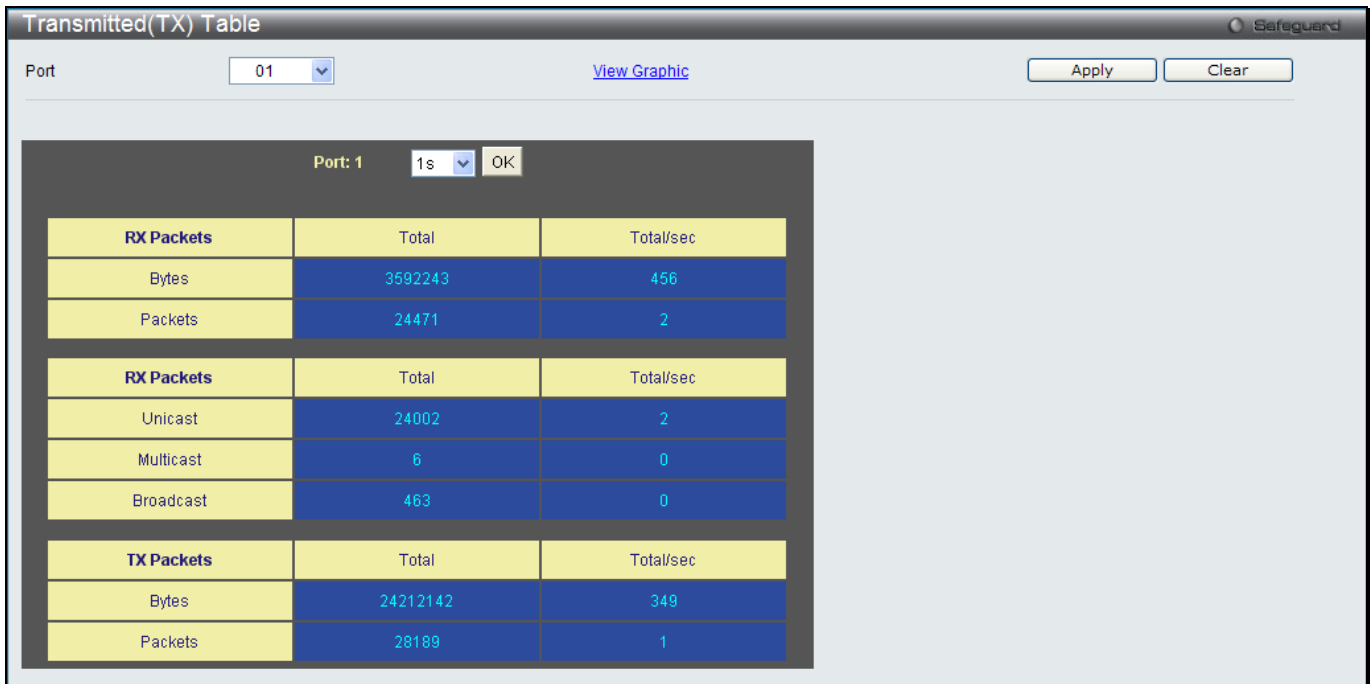 Transmitted(TX) Table
Safeguard
Port 01 View Graphic Apply Clear
Port: 1 1s OK
RX Packets Total Total/sec
Bytes 3592243 456
Packets 24471 2
RX Packets Total Total/sec
Unicast 24002 2
Multicast 6 0
Broadcast 463 0
TX Packets Total Total/sec
Bytes 24212142 349
Packets 28189 1